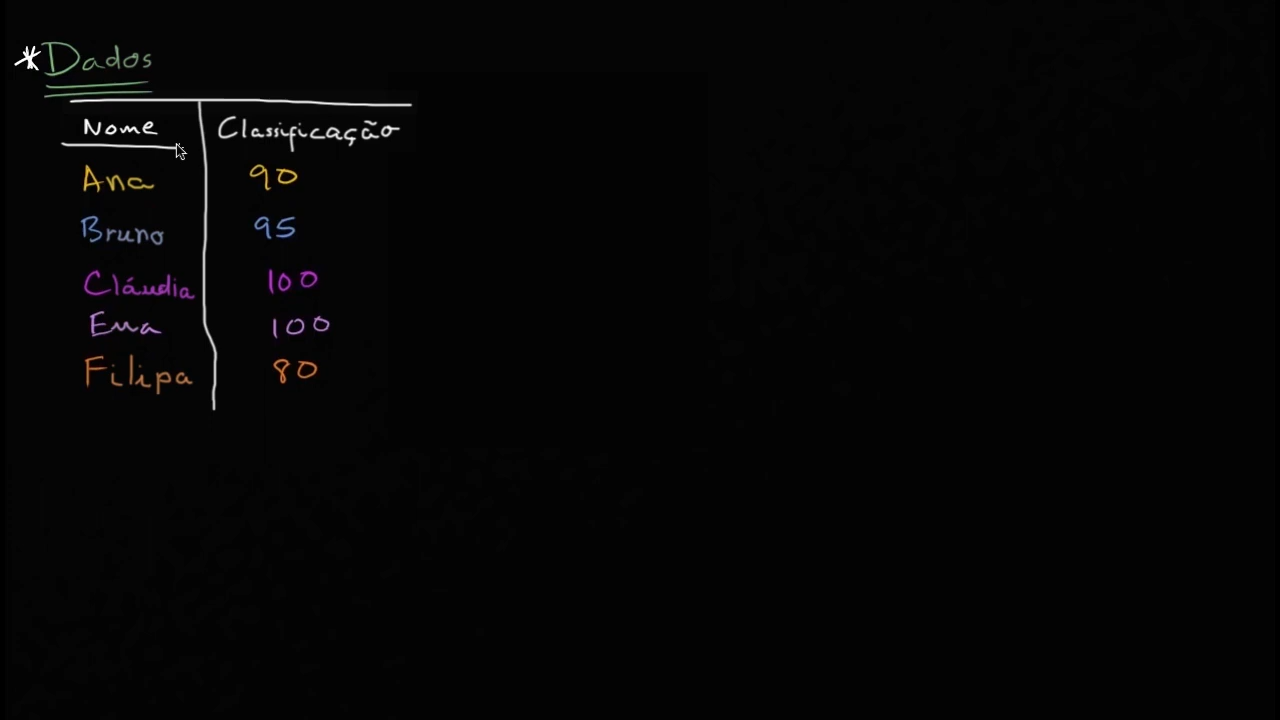 *Dados
Nome Classificação
Ana 90
Bruno 95
Cláudia 100
Ema 100
Filipa 80